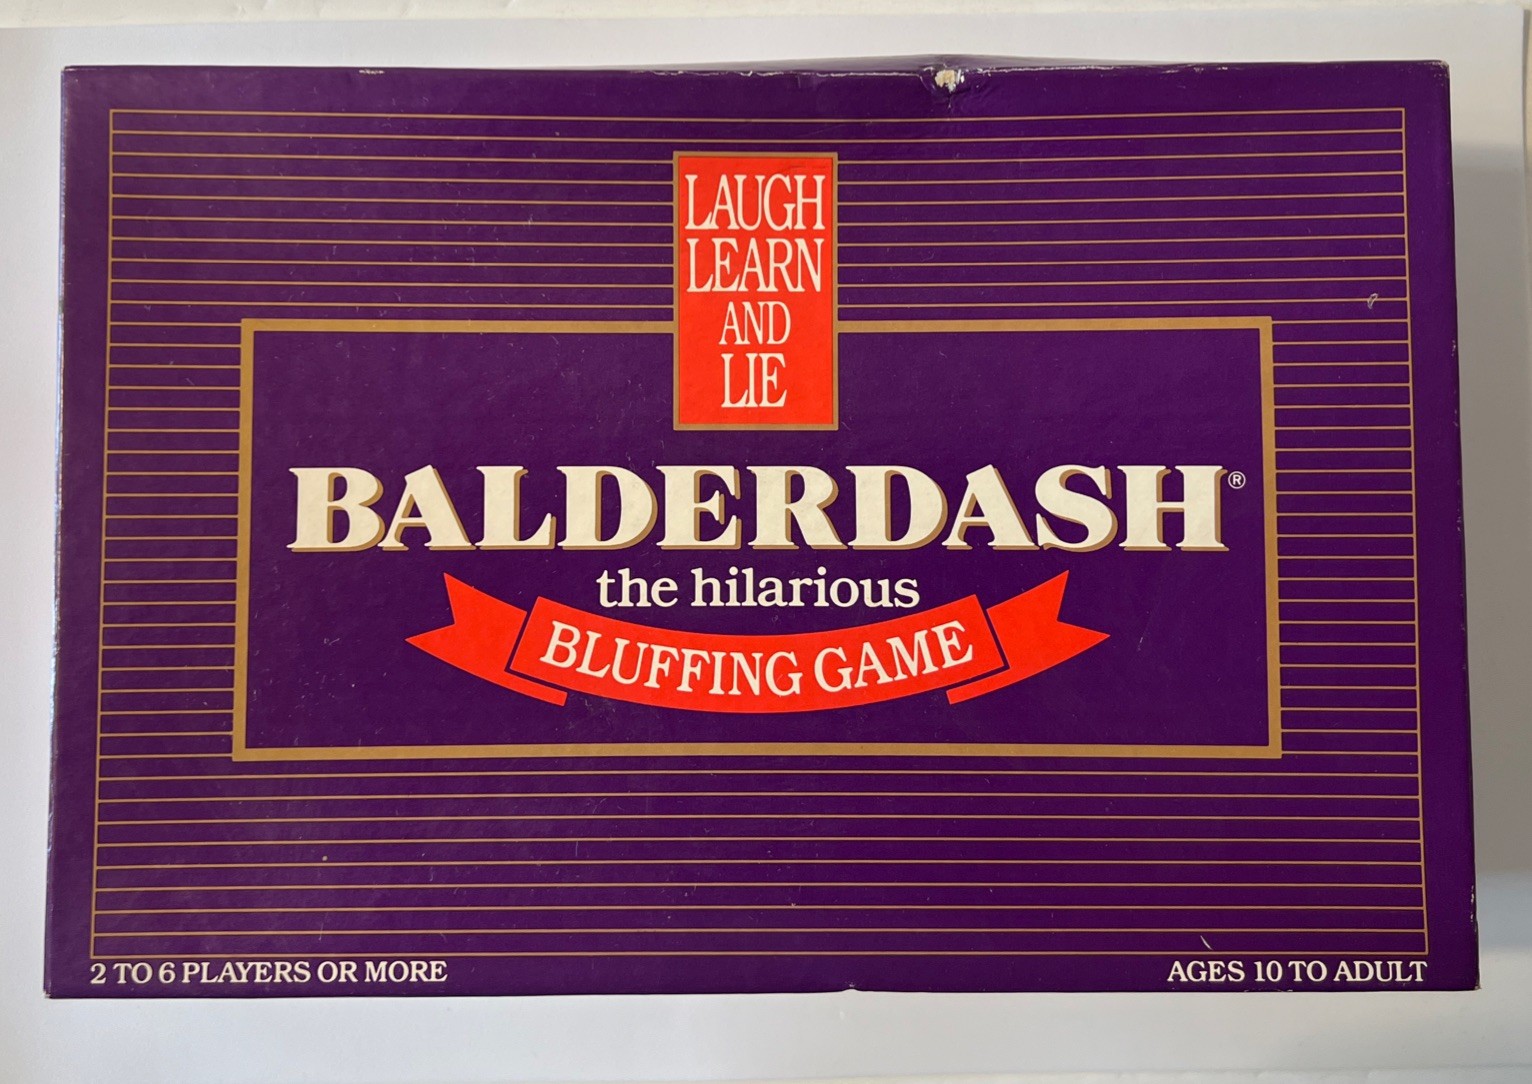 LAUGH
LEARN
AND
LIE
BALDERDASH®
the hilarious
BLUFFING GAME
2 TO 6 PLAYERS OR MORE
AGES 10 TO ADULT